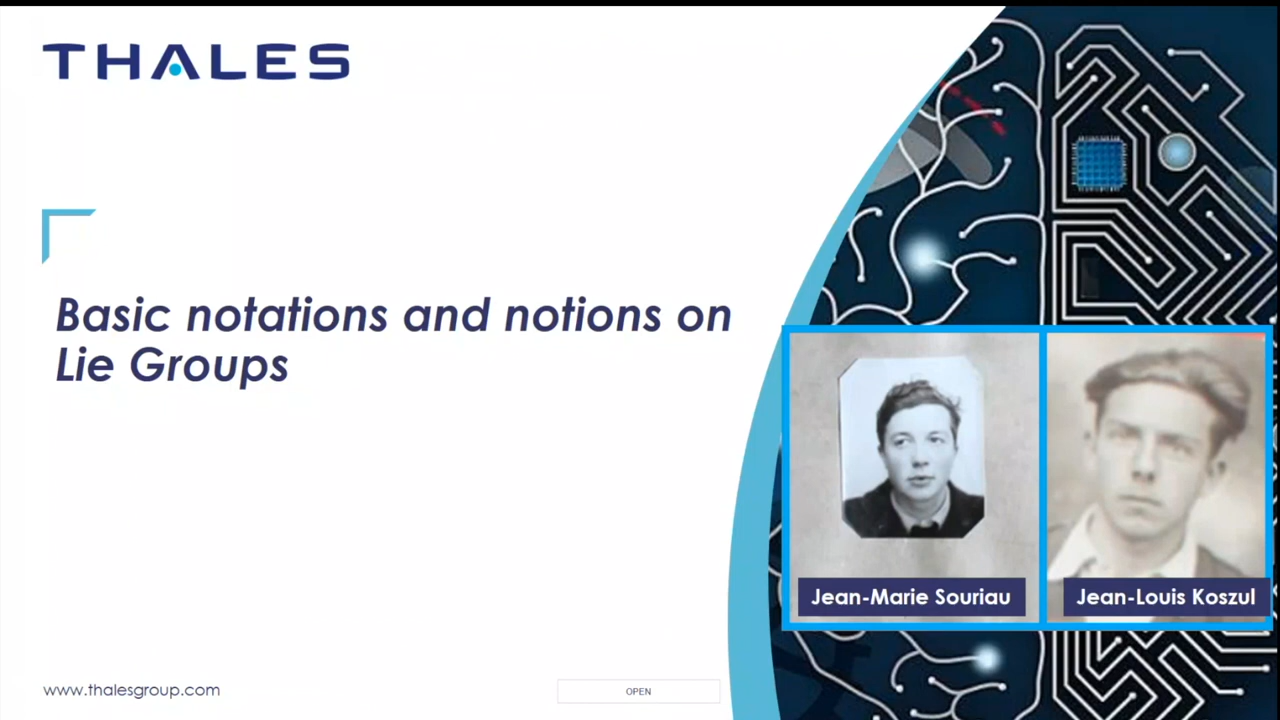 THALES
Basic notations and notions on
Lie Groups
Jean-Marie Souriau
Jean-Louis Koszul
www.thalesgroup.com
OPEN